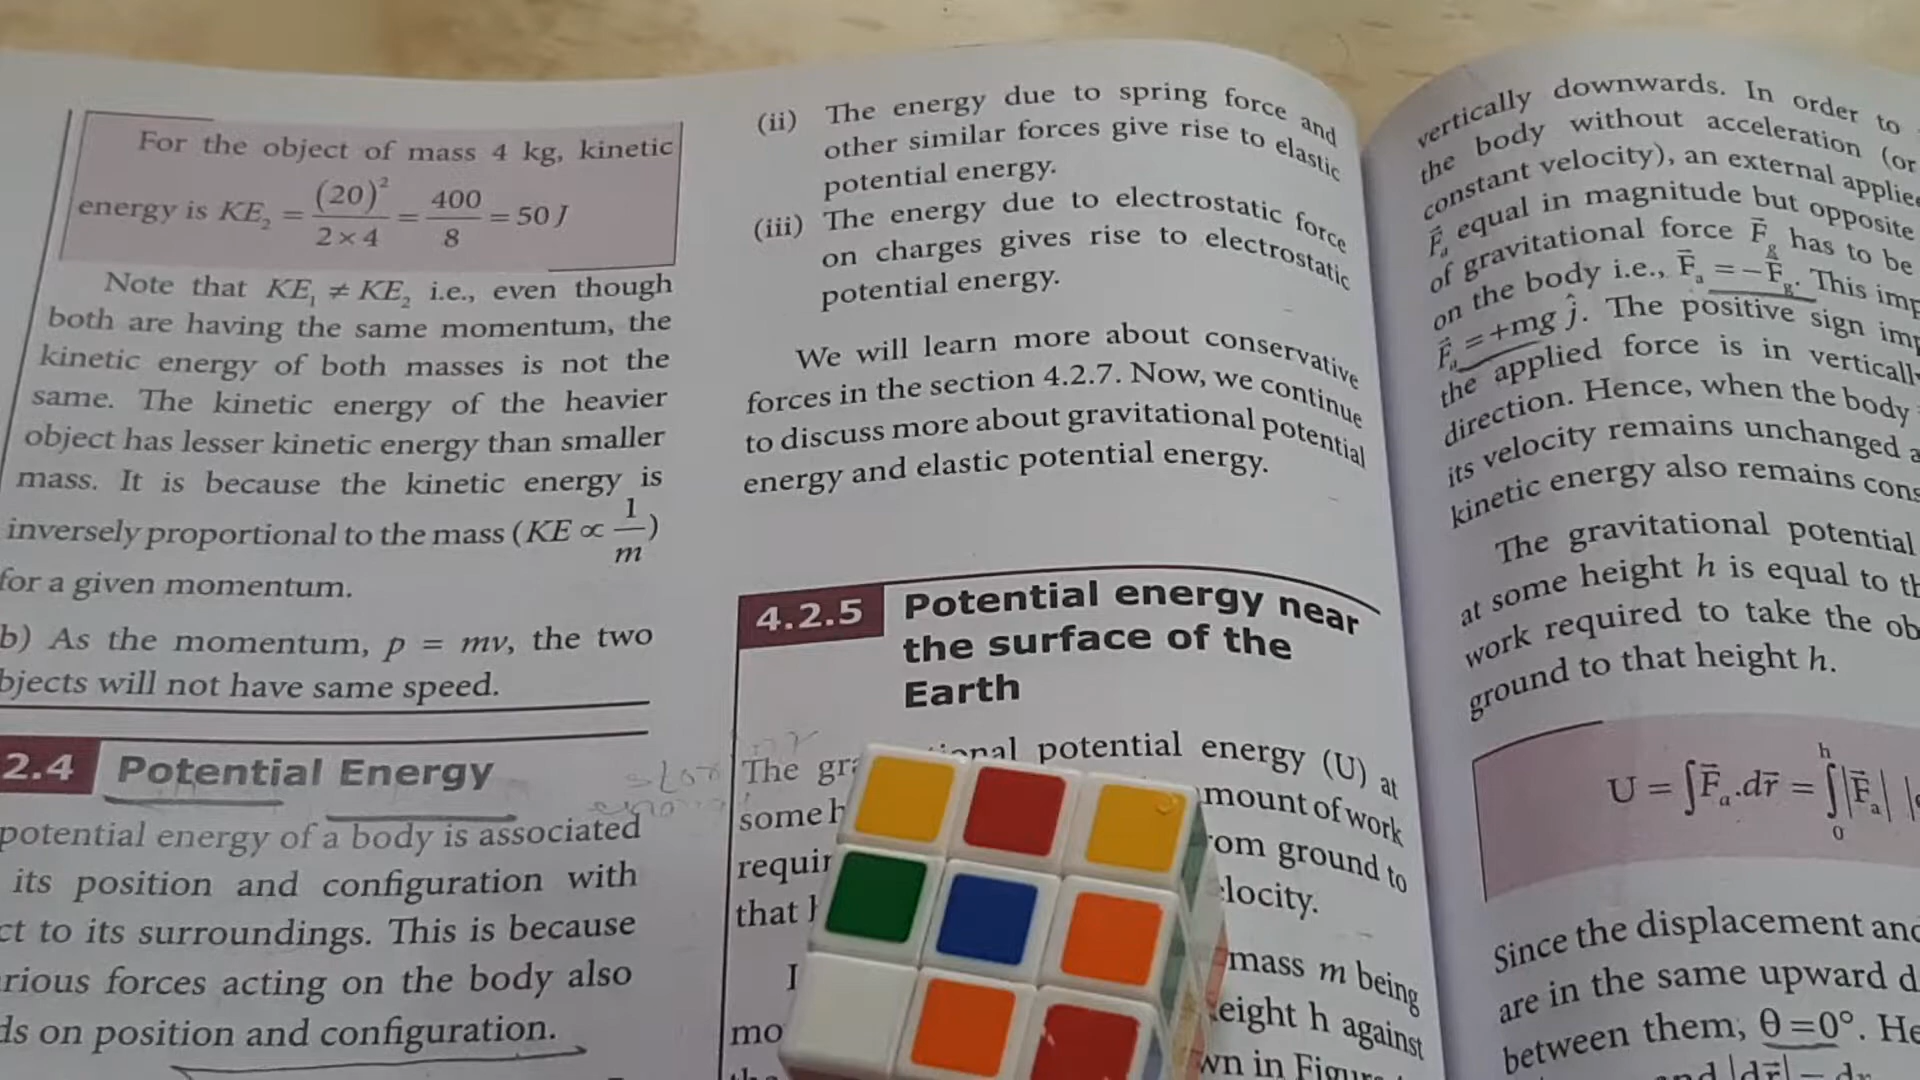 For the object of mass 4 kg, kinetic
energy is KE₂ = (20)²/2×4 = 400/8 = 50 J
Note that KE₁ ≠ KE₂ i.e., even though
both are having the same momentum, the
kinetic energy of both masses is not the
same. The kinetic energy of the heavier
object has lesser kinetic energy than smaller
mass. It is because the kinetic energy is
inversely proportional to the mass (KE ∝ 1/m)
for a given momentum.
b) As the momentum, p = mv, the two
bjects will not have same speed.
2.4 Potential Energy
potential energy of a body is associated
its position and configuration with
ct to its surroundings. This is because
rious forces acting on the body also
ds on position and configuration.
(ii) The energy due to spring force and
other similar forces give rise to elastic
potential energy.
(iii) The energy due to electrostatic force
on charges gives rise to electrostatic
potential energy.
We will learn more about conservative
forces in the section 4.2.7. Now, we continue
to discuss more about gravitational potential
energy and elastic potential energy.
4.2.5 Potential energy near
the surface of the
Earth
The gra tional potential energy (U) at
some h mount of work
requir rom ground to
that h locity.
I mass m being
mo eight h against
wn in Figure
vertically downwards. In order to
the body without acceleration (or
constant velocity), an external applie
F⃗ₐ equal in magnitude but opposite
of gravitational force F⃗g has to be
on the body i.e., F⃗ₐ = −F⃗g. This imp
F⃗ₐ = +mg ĵ. The positive sign imp
the applied force is in vertical
direction. Hence, when the body
its velocity remains unchanged a
kinetic energy also remains cons
The gravitational potential
at some height h is equal to th
work required to take the ob
ground to that height h.
U = ∫F⃗ₐ.dr⃗ = ∫₀ʰ|F⃗ₐ| |
Since the displacement and
are in the same upward d
between them, θ = 0°. He
and |dr⃗| = dr